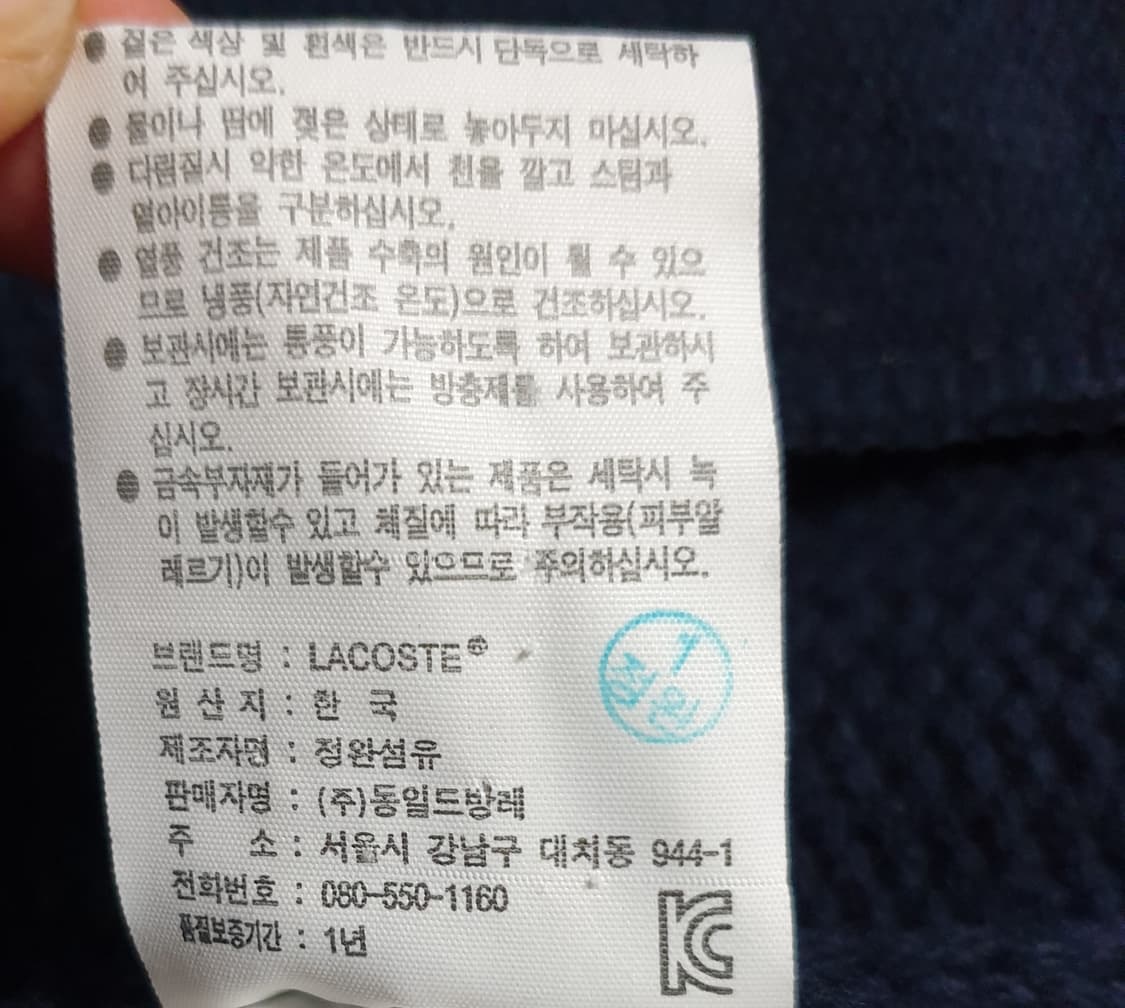 ● 짙은 색상 및 흰색은 반드시 단독으로 세탁하
여 주십시오.
● 물이나 땀에 젖은 상태로 놓아두지 마십시오.
● 다림질시 약한 온도에서 천을 깔고 스팀과
열아이롱을 구분하십시오.
● 열풍 건조는 제품 수축의 원인이 될 수 있으
므로 냉풍(자연건조 온도)으로 건조하십시오.
● 보관시에는 통풍이 가능하도록 하여 보관하시
고 장시간 보관시에는 방충제를 사용하여 주
십시오.
● 금속부자재가 들어가 있는 제품은 세탁시 녹
이 발생할수 있고 체질에 따라 부작용(피부알
레르기)이 발생할수 있으므로 주의하십시오.
브랜드명 : LACOSTE®
원 산 지 : 한 국
제조자명 : 정완섬유
판매자명 : (주)동일드방레
주 소 : 서울시 강남구 대치동 944-1
전화번호 : 080-550-1160
품질보증기간 : 1년
KC